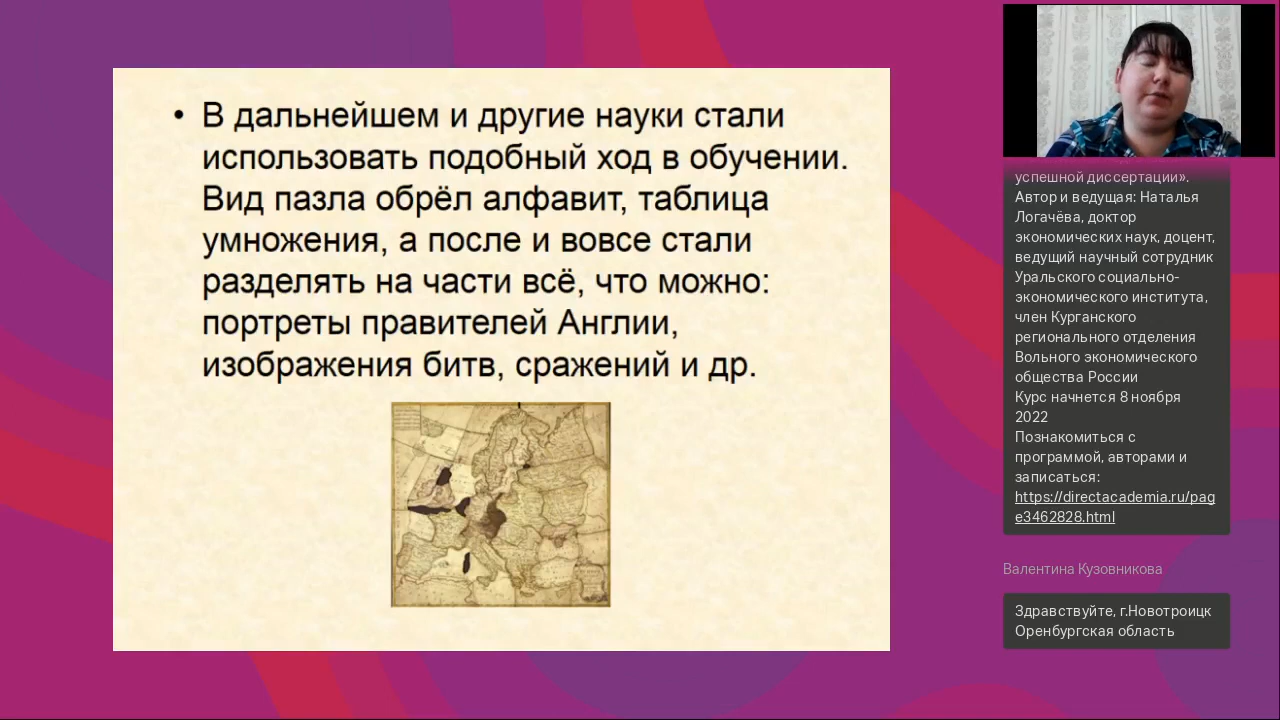 • В дальнейшем и другие науки стали
использовать подобный ход в обучении.
Вид пазла обрёл алфавит, таблица
умножения, а после и вовсе стали
разделять на части всё, что можно:
портреты правителей Англии,
изображения битв, сражений и др.
успешной диссертации».
Автор и ведущая: Наталья
Логачёва, доктор
экономических наук, доцент,
ведущий научный сотрудник
Уральского социально-
экономического института,
член Курганского
регионального отделения
Вольного экономического
общества России
Курс начнется 8 ноября
2022
Познакомиться с
программой, авторами и
записаться:
https://directacademia.ru/pag
e3462828.html
Валентина Кузовникова
Здравствуйте, г.Новотроицк
Оренбургская область